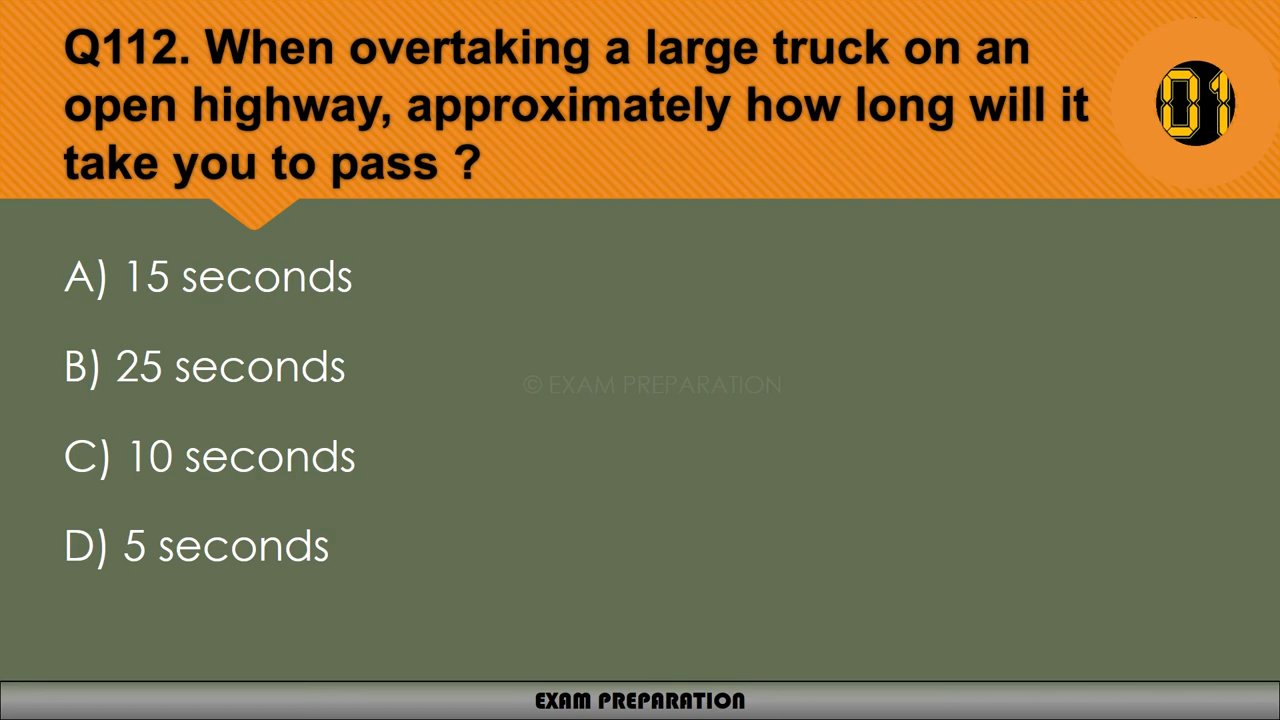 Q112. When overtaking a large truck on an
open highway, approximately how long will it
take you to pass ?
01
A) 15 seconds
B) 25 seconds
© EXAM PREPARATION
C) 10 seconds
D) 5 seconds
EXAM PREPARATION